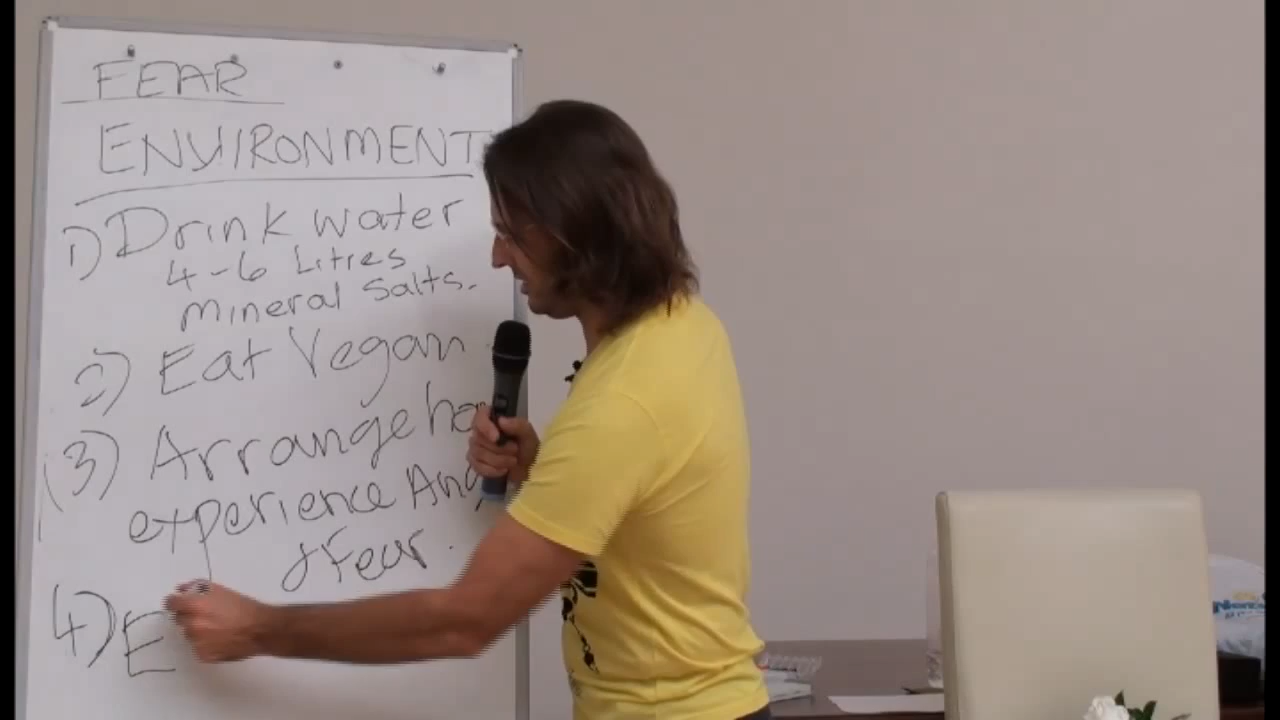 FEAR
ENVIRONMENT
1) Drink water
4-6 Litres
mineral salts.
2) Eat Vegan
(3) Arrange
experience
& Fear.
4) E